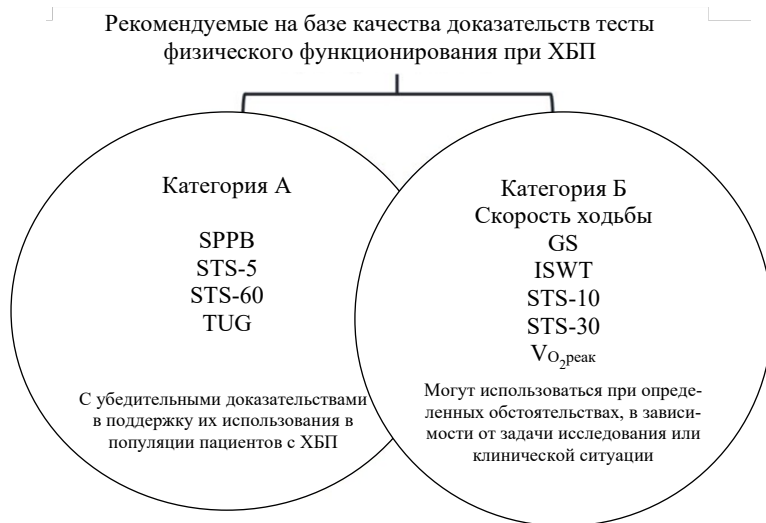 Рекомендуемые на базе качества доказательств тесты
физического функционирования при ХБП
Категория А
SPPB
STS-5
STS-60
TUG
С убедительными доказательствами
в поддержку их использования в
популяции пациентов с ХБП
Категория Б
Скорость ходьбы
GS
ISWT
STS-10
STS-30
VO₂peaк
Могут использоваться при опреде-
ленных обстоятельствах, в зависи-
мости от задачи исследования или
клинической ситуации